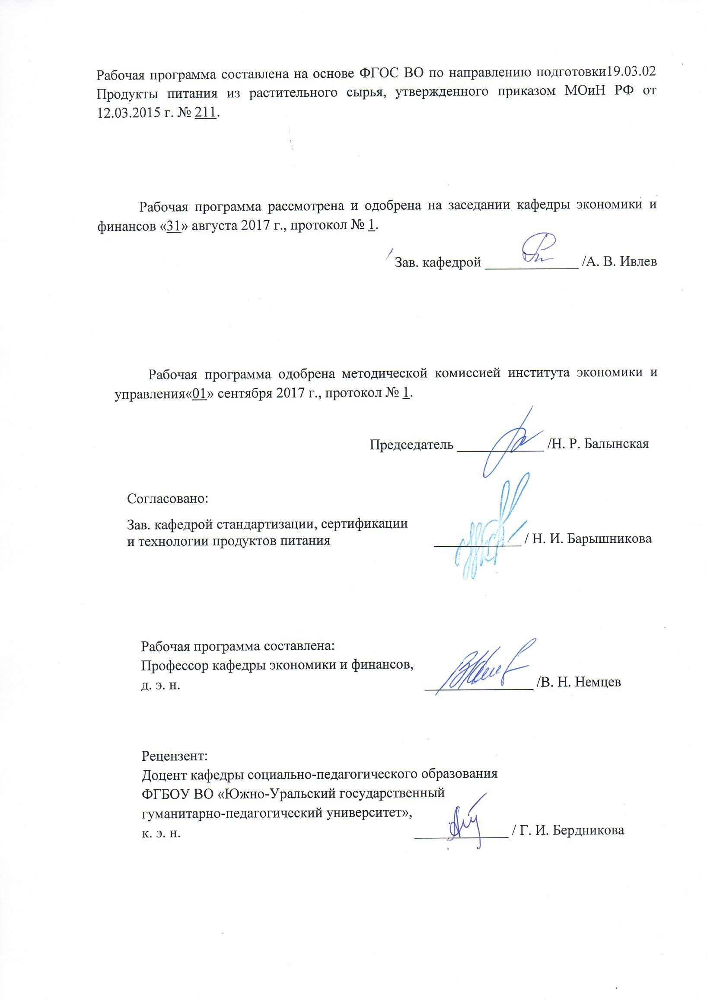 Рабочая программа составлена на основе ФГОС ВО по направлению подготовки19.03.02
Продукты питания из растительного сырья, утвержденного приказом МОиН РФ от
12.03.2015 г. № 211.
Рабочая программа рассмотрена и одобрена на заседании кафедры экономики и
финансов «31» августа 2017 г., протокол № 1.
Зав. кафедрой _____________ /А. В. Ивлев
Рабочая программа одобрена методической комиссией института экономики и
управления«01» сентября 2017 г., протокол № 1.
Председатель ____________ /Н. Р. Балынская
Согласовано:
Зав. кафедрой стандартизации, сертификации
и технологии продуктов питания ____________ / Н. И. Барышникова
Рабочая программа составлена:
Профессор кафедры экономики и финансов,
д. э. н. _______________ /В. Н. Немцев
Рецензент:
Доцент кафедры социально-педагогического образования
ФГБОУ ВО «Южно-Уральский государственный
гуманитарно-педагогический университет»,
к. э. н. _____________ / Г. И. Бердникова